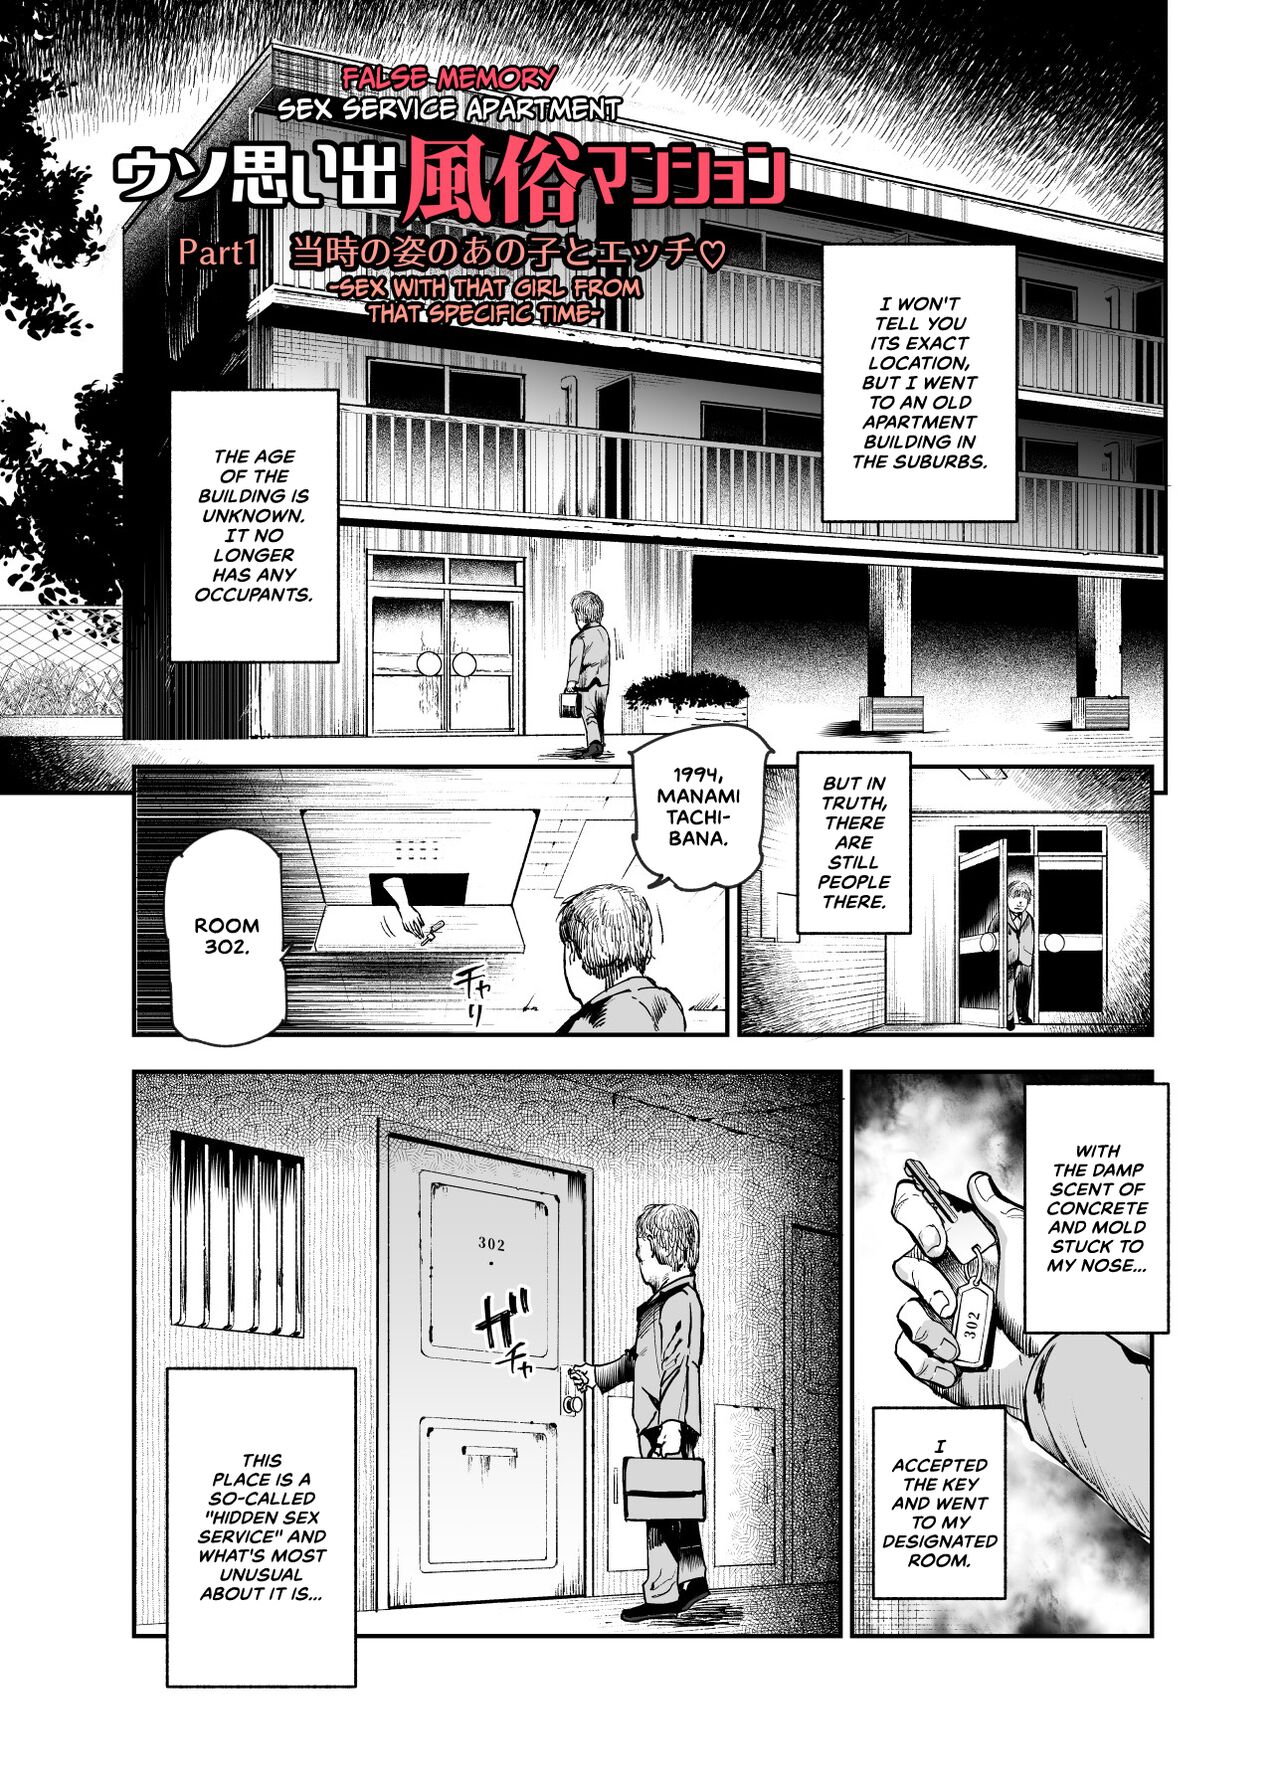 FALSE MEMORY
SEX SERVICE APARTMENT
ウソ思い出風俗マンション
Part1 当時の姿のあの子とエッチ♡
-SEX WITH THAT GIRL FROM
THAT SPECIFIC TIME-
I WON'T
TELL YOU
ITS EXACT
LOCATION,
BUT I WENT
TO AN OLD
APARTMENT
BUILDING IN
THE SUBURBS.
THE AGE
OF THE
BUILDING IS
UNKNOWN.
IT NO
LONGER
HAS ANY
OCCUPANTS.
BUT IN
TRUTH,
THERE
ARE
STILL
PEOPLE
THERE.
1994,
MANAMI
TACHI-
BANA.
ROOM
302.
チャリ
WITH
THE DAMP
SCENT OF
CONCRETE
AND MOLD
STUCK TO
MY NOSE...
302
I
ACCEPTED
THE KEY
AND WENT
TO MY
DESIGNATED
ROOM.
302
ガチャ
THIS
PLACE IS A
SO-CALLED
"HIDDEN SEX
SERVICE" AND
WHAT'S MOST
UNUSUAL
ABOUT IT IS...